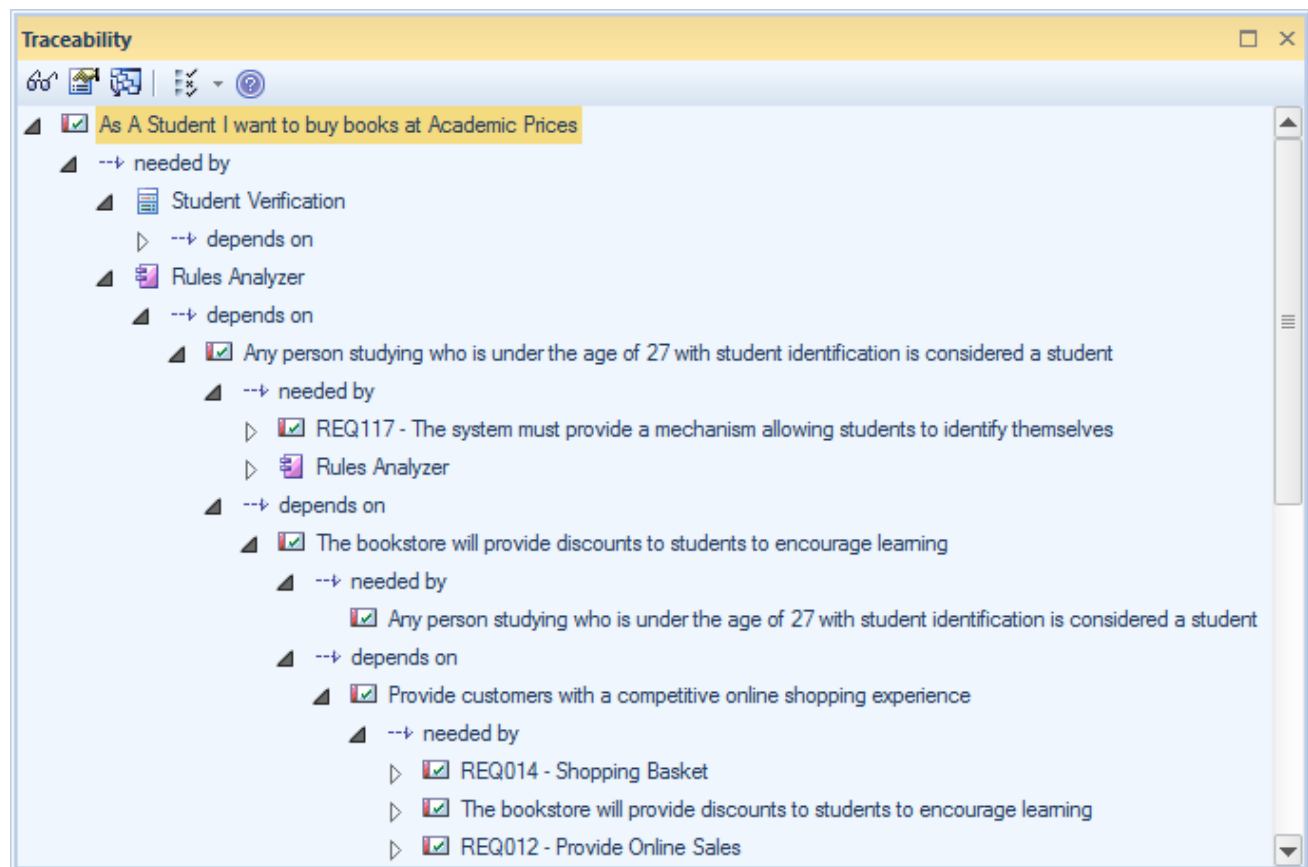 Traceability
As A Student I want to buy books at Academic Prices
needed by
Student Verification
depends on
Rules Analyzer
depends on
Any person studying who is under the age of 27 with student identification is considered a student
needed by
REQ117 - The system must provide a mechanism allowing students to identify themselves
Rules Analyzer
depends on
The bookstore will provide discounts to students to encourage learning
needed by
Any person studying who is under the age of 27 with student identification is considered a student
depends on
Provide customers with a competitive online shopping experience
needed by
REQ014 - Shopping Basket
The bookstore will provide discounts to students to encourage learning
REQ012 - Provide Online Sales